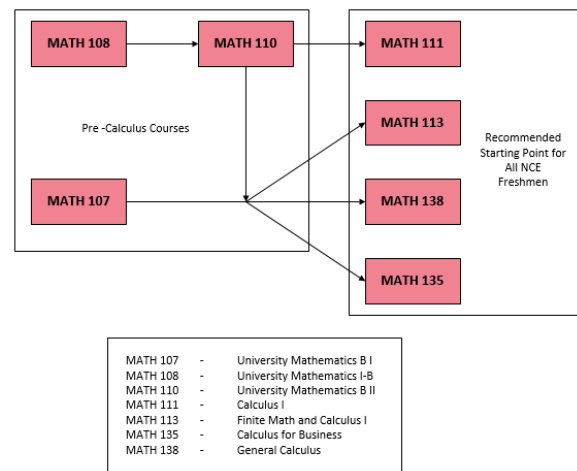 MATH 108
MATH 110
MATH 111
Pre -Calculus Courses
MATH 113
Recommended
Starting Point for
All NCE
Freshmen
MATH 107
MATH 138
MATH 135
MATH 107 - University Mathematics B I
MATH 108 - University Mathematics I-B
MATH 110 - University Mathematics B II
MATH 111 - Calculus I
MATH 113 - Finite Math and Calculus I
MATH 135 - Calculus for Business
MATH 138 - General Calculus